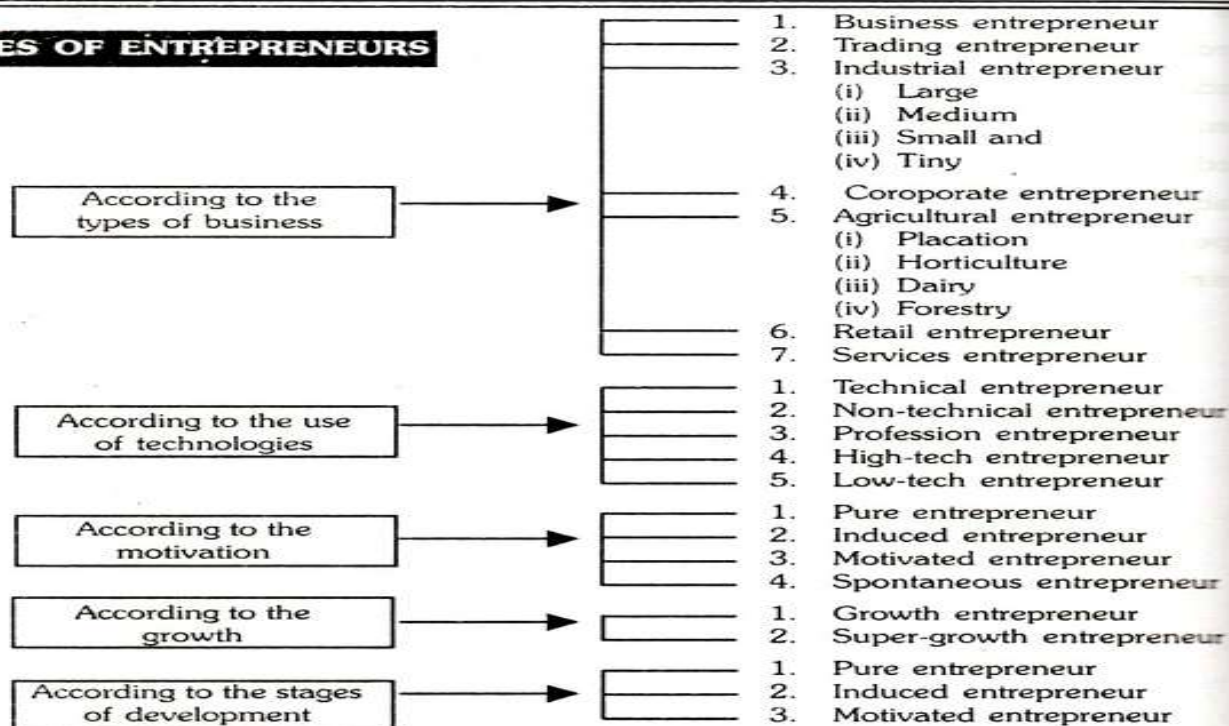 ES OF ENTREPRENEURS
According to the
types of business
1. Business entrepreneur
2. Trading entrepreneur
3. Industrial entrepreneur
(i) Large
(ii) Medium
(iii) Small and
(iv) Tiny
4. Coroporate entrepreneur
5. Agricultural entrepreneur
(i) Placation
(ii) Horticulture
(iii) Dairy
(iv) Forestry
6. Retail entrepreneur
7. Services entrepreneur
According to the use
of technologies
1. Technical entrepreneur
2. Non-technical entrepreneur
3. Profession entrepreneur
4. High-tech entrepreneur
5. Low-tech entrepreneur
According to the
motivation
1. Pure entrepreneur
2. Induced entrepreneur
3. Motivated entrepreneur
4. Spontaneous entrepreneur
According to the
growth
1. Growth entrepreneur
2. Super-growth entrepreneur
According to the stages
of development
1. Pure entrepreneur
2. Induced entrepreneur
3. Motivated entrepreneur